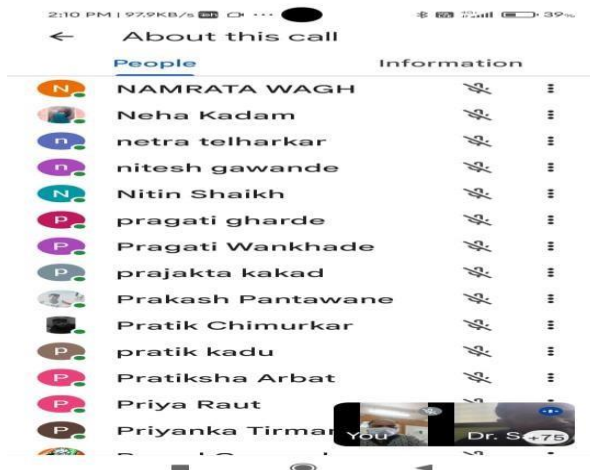 2:10 PM | 97.9KB/s ... 39%
About this call
People Information
N NAMRATA WAGH
Neha Kadam
n netra telharkar
n nitesh gawande
N Nitin Shaikh
P pragati gharde
P Pragati Wankhade
P prajakta kakad
Prakash Pantawane
Pratik Chimurkar
P pratik kadu
P Pratiksha Arbat
P Priya Raut
P Priyanka Tirmar
You Dr. S +75